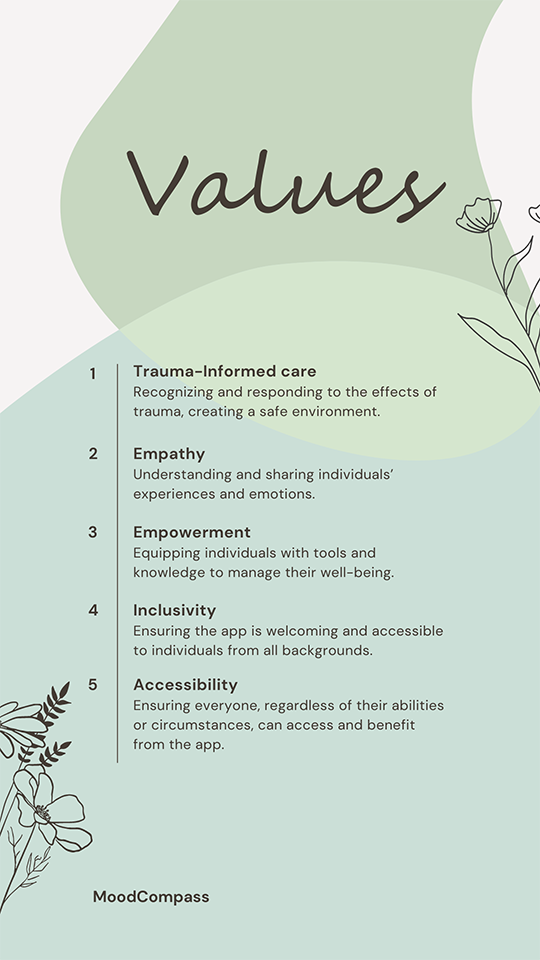 Values
1 Trauma-Informed care
Recognizing and responding to the effects of
trauma, creating a safe environment.
2 Empathy
Understanding and sharing individuals’
experiences and emotions.
3 Empowerment
Equipping individuals with tools and
knowledge to manage their well-being.
4 Inclusivity
Ensuring the app is welcoming and accessible
to individuals from all backgrounds.
5 Accessibility
Ensuring everyone, regardless of their abilities
or circumstances, can access and benefit
from the app.
MoodCompass